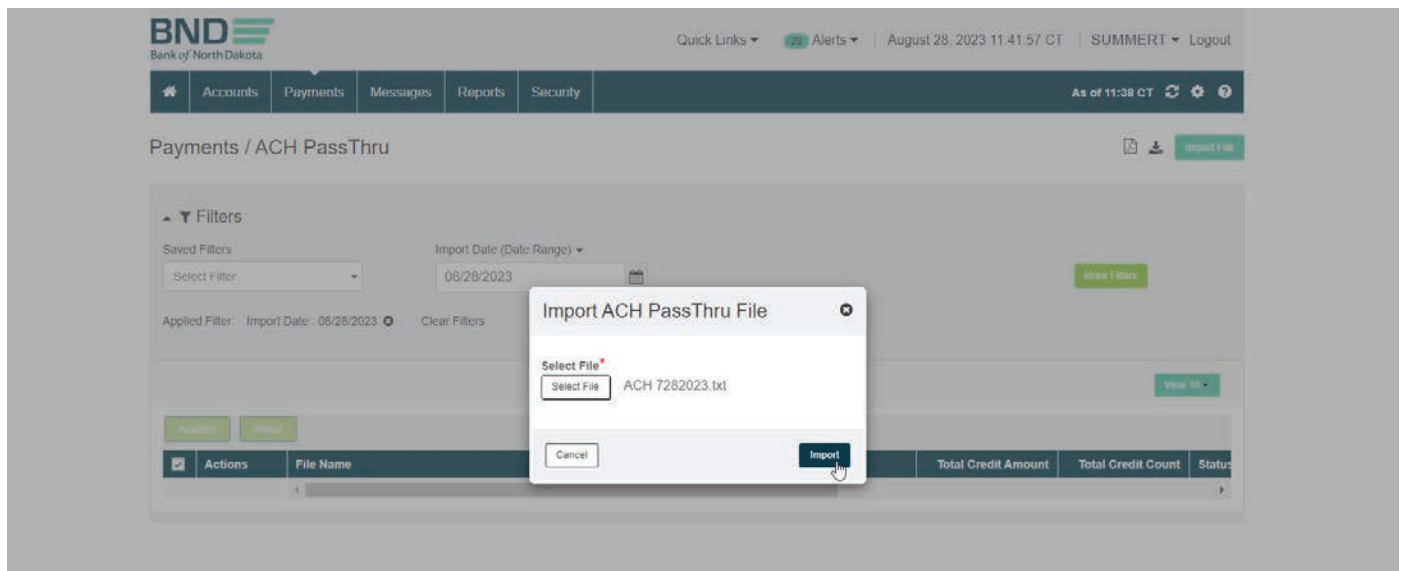 BND
Bank of North Dakota
Quick Links 23 Alerts August 28, 2023 11:41:57 CT SUMMERT Logout
Accounts Payments Messages Reports Security As of 11:38 CT
Payments / ACH PassThru Import File
Filters
Saved Filters Import Date (Date Range)
Select Filter 08/28/2023 More Filters
Applied Filter: Import Date : 08/28/2023 Clear Filters
Import ACH PassThru File
Select File*
Select File ACH 7282023.txt
View 10
Approve Reject
Cancel Import
Actions File Name Total Credit Amount Total Credit Count Status